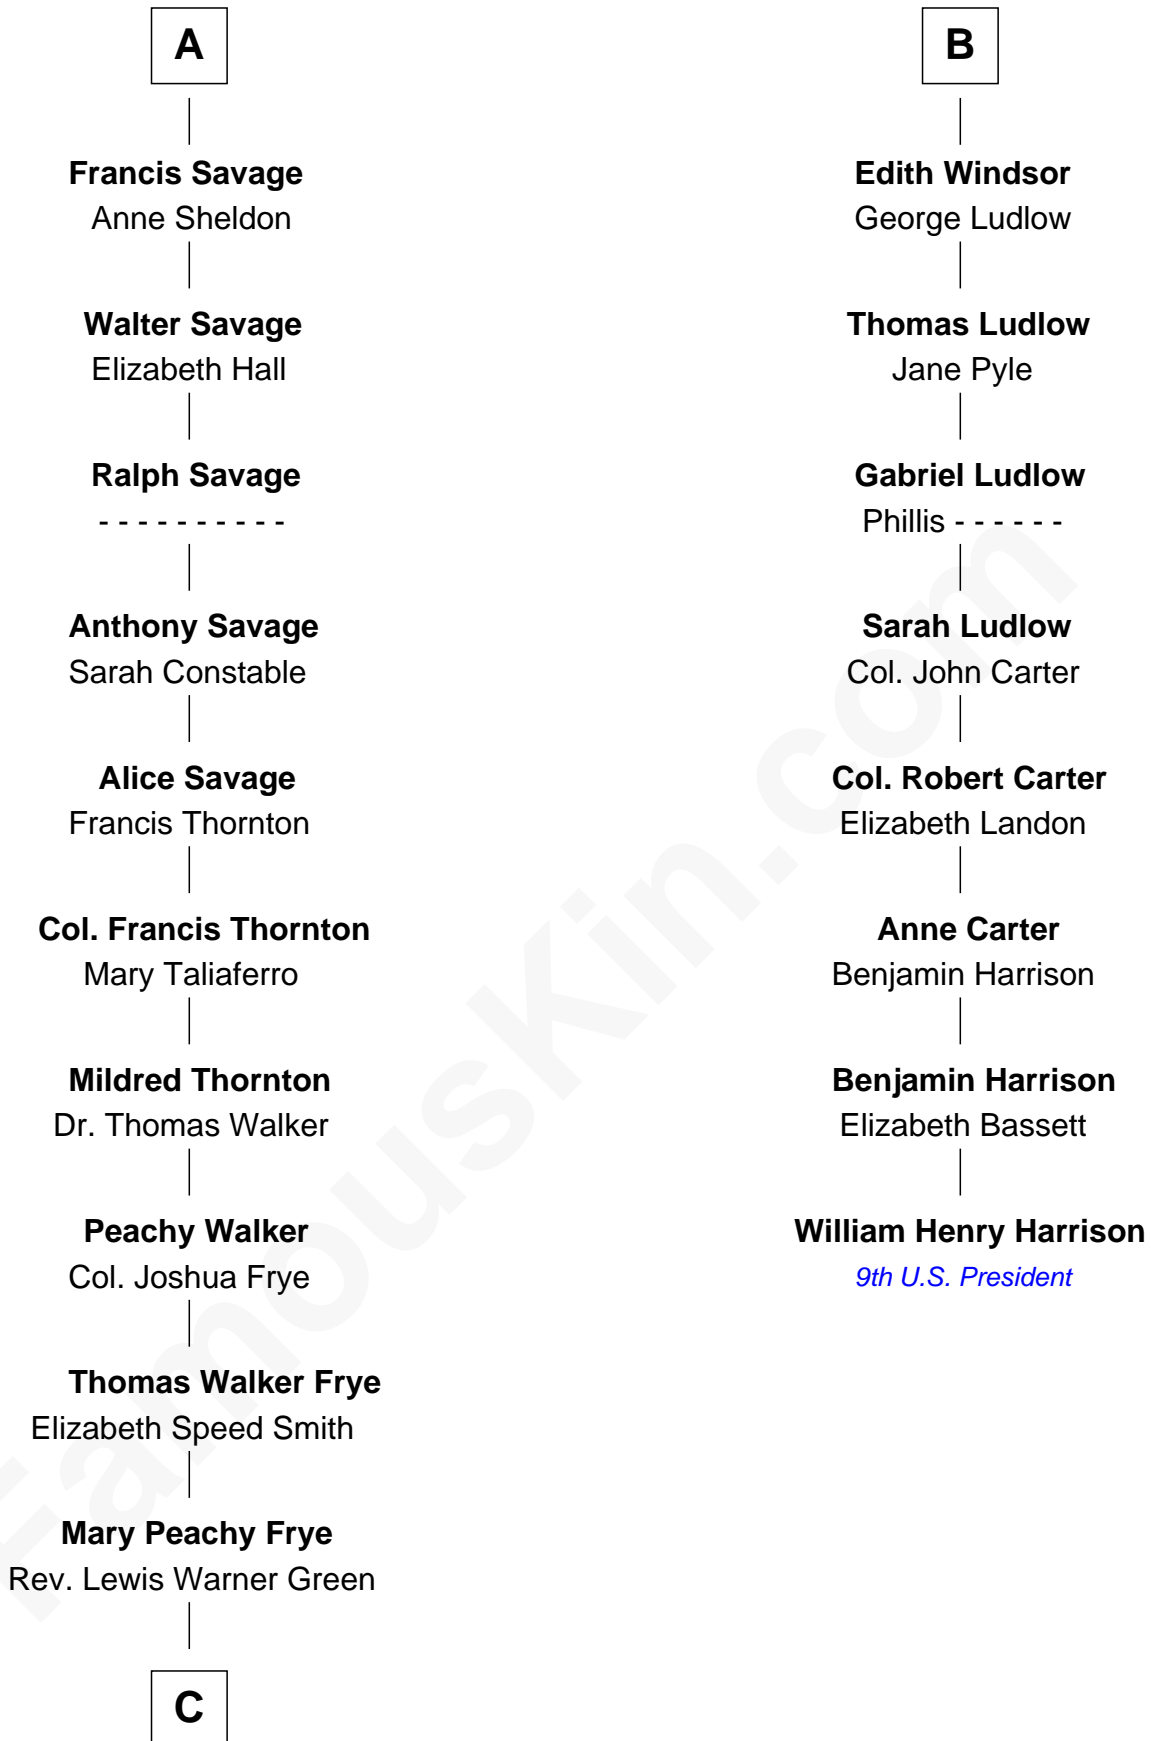 A
Francis Savage
Anne Sheldon
Walter Savage
Elizabeth Hall
Ralph Savage
- - - - - - - - - -
Anthony Savage
Sarah Constable
Alice Savage
Francis Thornton
Col. Francis Thornton
Mary Taliaferro
Mildred Thornton
Dr. Thomas Walker
Peachy Walker
Col. Joshua Frye
Thomas Walker Frye
Elizabeth Speed Smith
Mary Peachy Frye
Rev. Lewis Warner Green
C
B
Edith Windsor
George Ludlow
Thomas Ludlow
Jane Pyle
Gabriel Ludlow
Phillis - - - - - -
Sarah Ludlow
Col. John Carter
Col. Robert Carter
Elizabeth Landon
Anne Carter
Benjamin Harrison
Benjamin Harrison
Elizabeth Bassett
William Henry Harrison
9th U.S. President
FamousKin.com